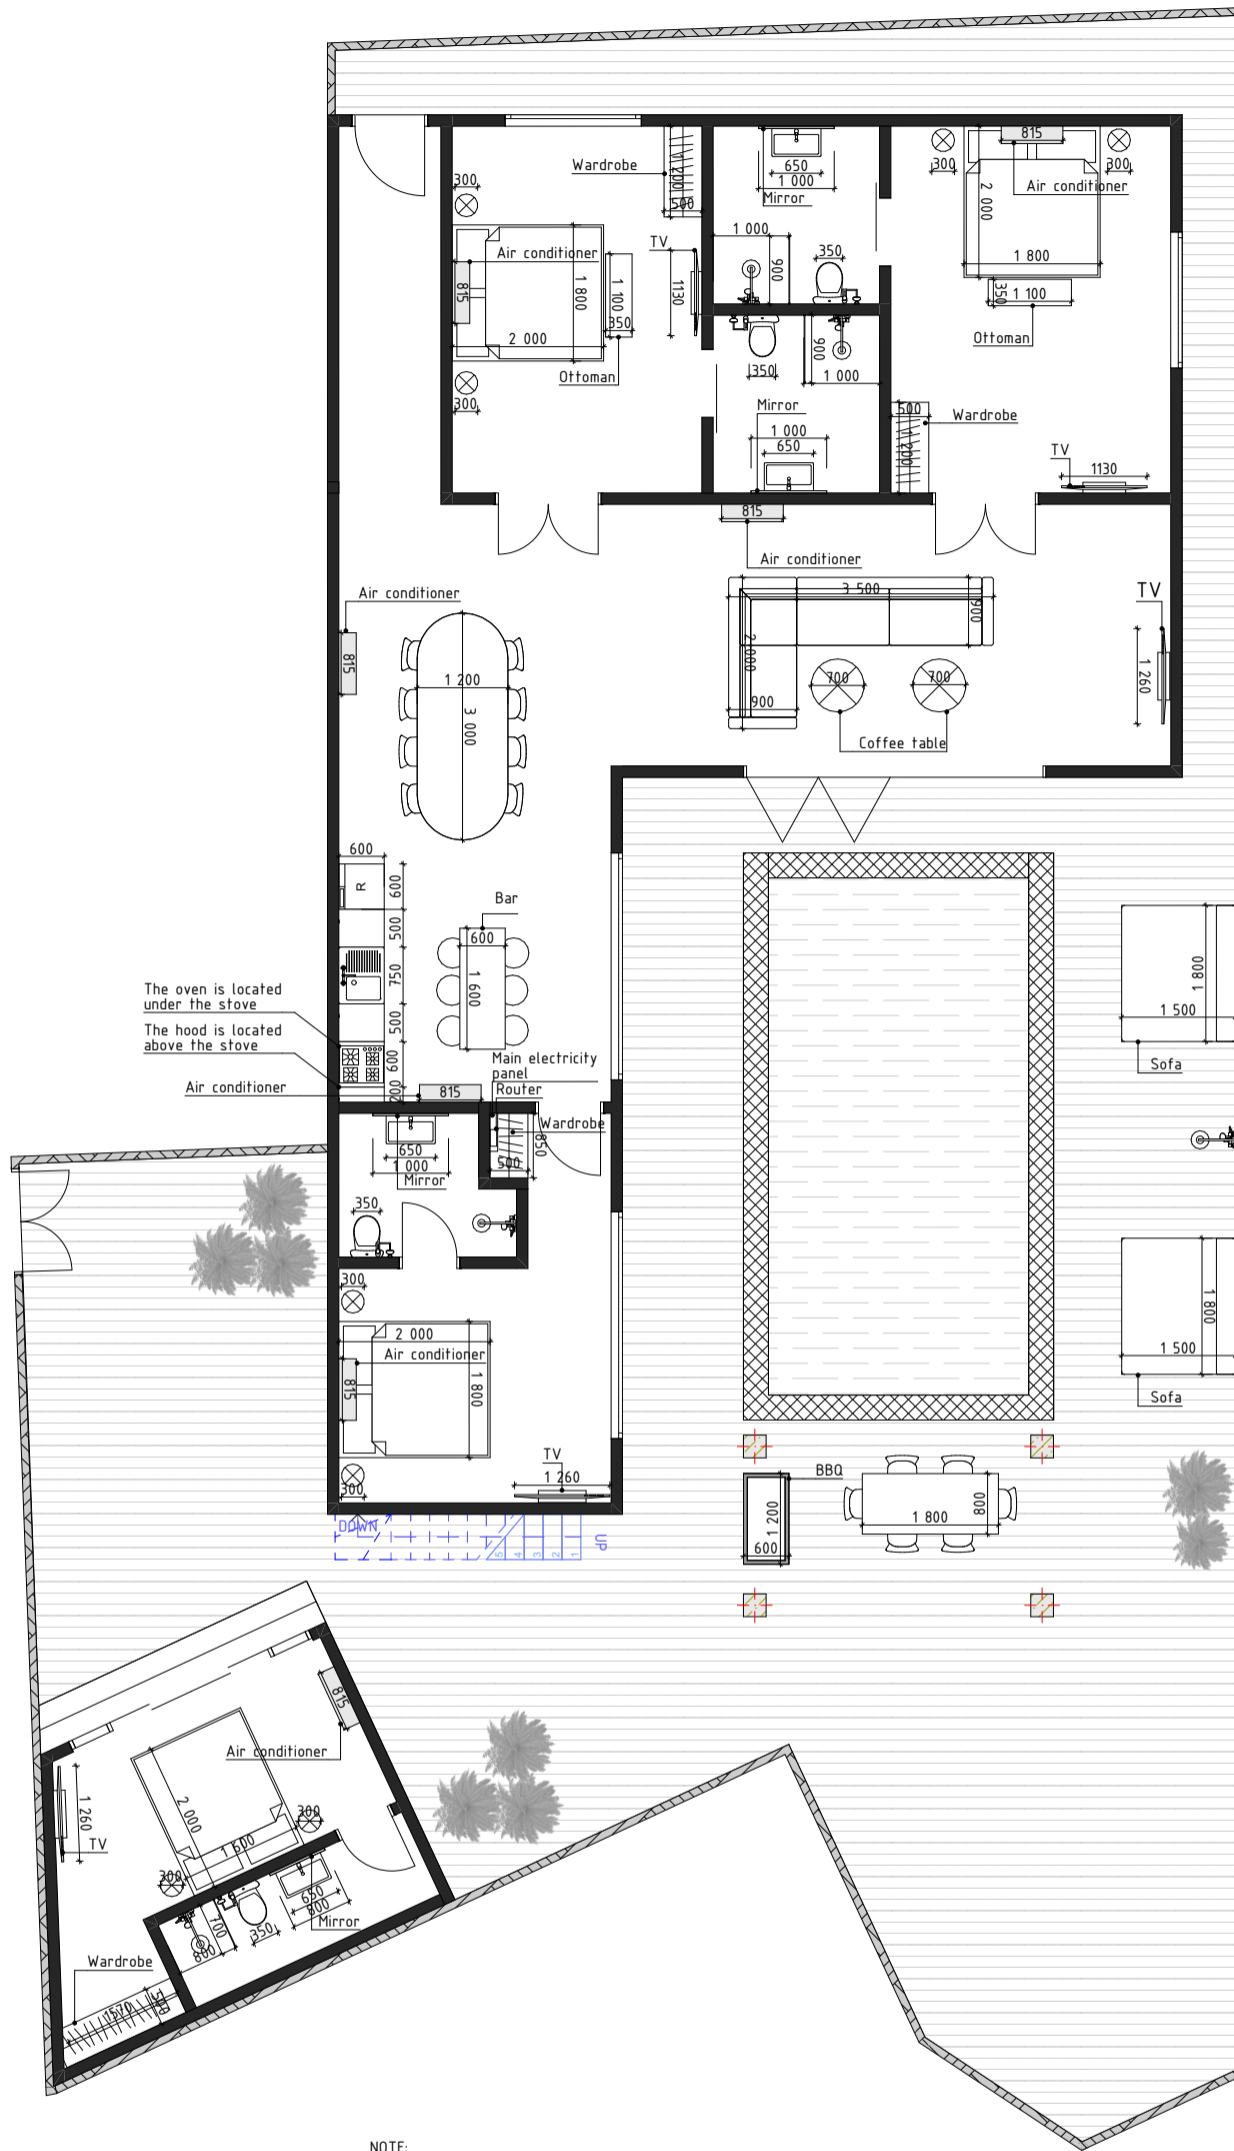 815
300
300
Wardrobe
1 200
650
1 000
Mirror
Air conditioner
2 000
300
500
1 800
TV
1 000
350
900
Air conditioner
815
1 800
1 100
350
1130
2 000
Ottoman
300
350
1 100
Ottoman
350
900
1 000
Mirror
1 000
650
500
1 200
Wardrobe
TV
1130
815
Air conditioner
Air conditioner
815
3 500
900
2 000
900
700
700
Coffee table
TV
1 260
1 200
3 000
600
R
600
500
750
500
600
200
Bar
600
1 600
The oven is located
under the stove
The hood is located
above the stove
Air conditioner
815
Main electricity
panel
Router
Wardrobe
850
500
650
1 000
Mirror
350
300
2 000
Air conditioner
815
1 800
300
TV
1 260
1 800
1 500
Sofa
1 800
1 500
Sofa
BBQ
1 200
600
1 800
800
DOWN
5
4
3
2
1
UP
815
Air conditioner
2 000
1 600
300
300
1 260
TV
650
800
Mirror
350
700
800
Wardrobe
1570
500
NOTE: